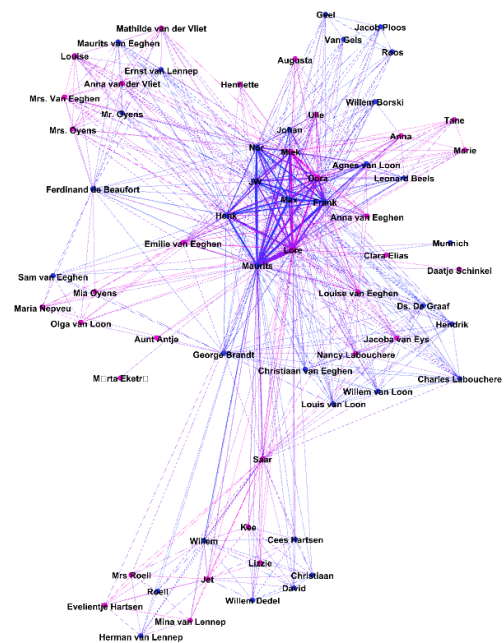 Geel
Mathilde van der Vliet
Jacob Ploos
Maurits van Eeghen
Van Gels
Louise
Roos
Augusta
Ernst van Lennep
Anna van der Vliet
Henriette
Mrs. Van Eeghen
Willem Borski
Mr. Oyens
Ulie
Tane
Mrs. Oyens
Johan
Anna
Nor
Miek
Marie
Agnes van Loon
Jan
Dora
Leonard Beels
Ferdinand de Beaufort
Max
Frank
Henk
Anna van Eeghen
Emilie van Eeghen
Munnich
Lore
Clara Elias
Maurits
Daatje Schinkel
Sam van Eeghen
Mia Oyens
Louise van Eeghen
Maria Nepveu
Ds. De Graaf
Olga van Loon
Hendrik
Aunt Antje
Jacoba van Eys
George Brandt
Nancy Labouchere
Christiaan van Eeghen
Charles Labouchere
Willem van Loon
Louis van Loon
Saar
Kee
Willem
Cees Hartsen
Lizzie
Mrs Roell
Jet
Christiaan
Roell
David
Evelientje Hartsen
Willem Dedel
Mina van Lennep
Herman van Lennep